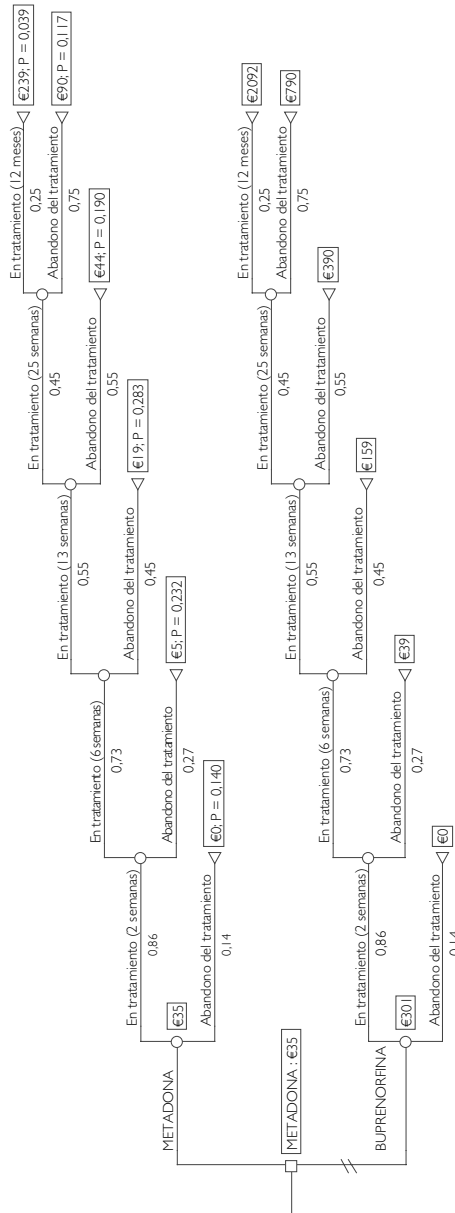 METADONA : €35
METADONA
€35
En tratamiento (2 semanas)
0,86
Abandono del tratamiento
0,14
€0; P = 0,140
En tratamiento (6 semanas)
0,73
Abandono del tratamiento
0,27
€5; P = 0,232
En tratamiento (13 semanas)
0,55
Abandono del tratamiento
0,45
€19; P = 0,283
En tratamiento (25 semanas)
0,45
Abandono del tratamiento
0,55
€44; P = 0,190
En tratamiento (12 meses)
0,25
€239; P = 0,039
Abandono del tratamiento
0,75
€90; P = 0,117
BUPRENORFINA
€301
En tratamiento (2 semanas)
0,86
Abandono del tratamiento
0,14
€0
En tratamiento (6 semanas)
0,73
Abandono del tratamiento
0,27
€39
En tratamiento (13 semanas)
0,55
Abandono del tratamiento
0,45
€159
En tratamiento (25 semanas)
0,45
Abandono del tratamiento
0,55
€390
En tratamiento (12 meses)
0,25
€2092
Abandono del tratamiento
0,75
€790